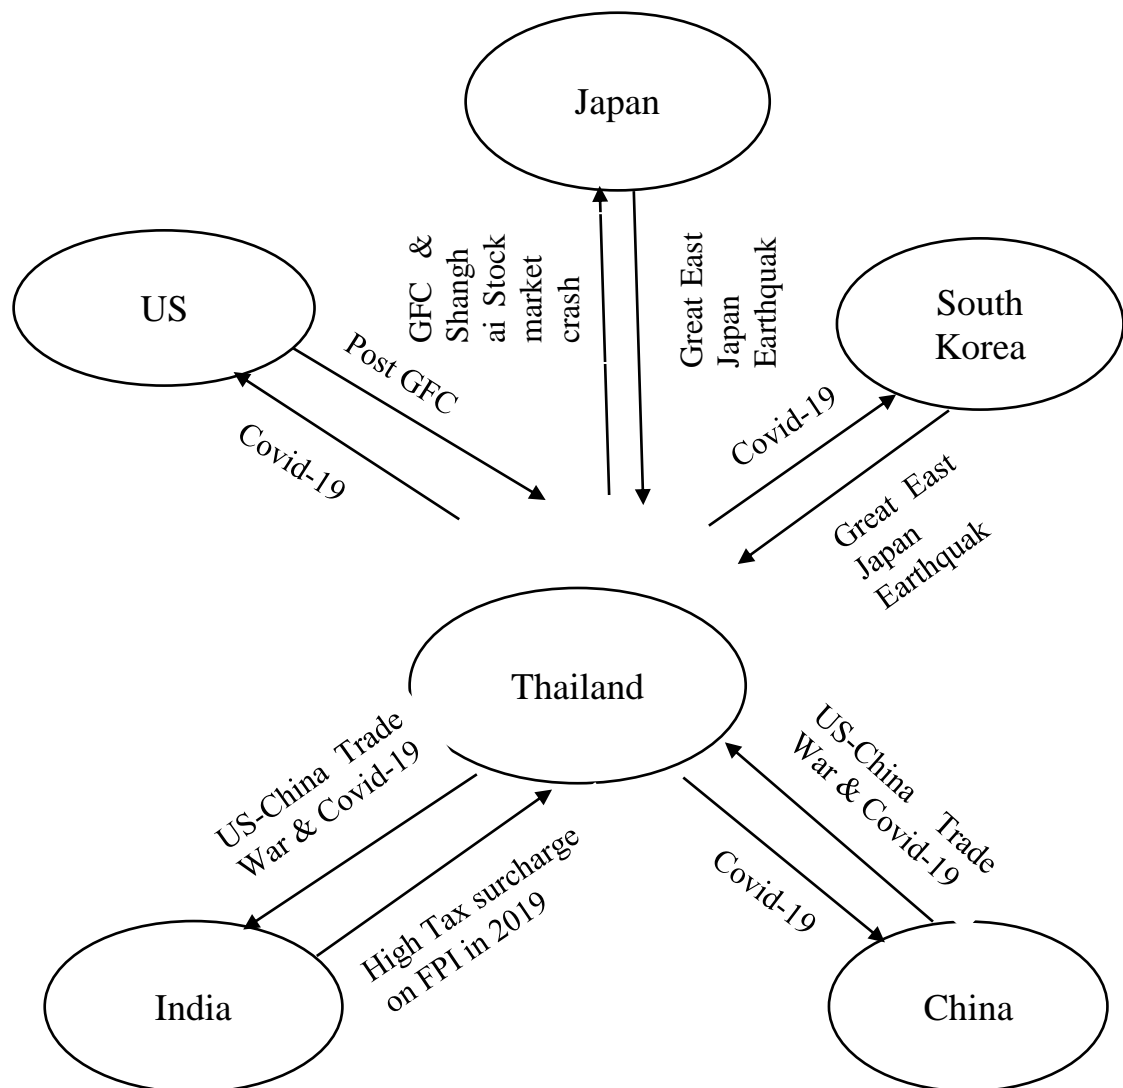 Japan
US
GFC &
Shangh
ai Stock
market
crash
Great East
Japan
Earthquak
South
Korea
Post GFC
Covid-19
Covid-19
Great East
Japan
Earthquak
Thailand
US-China Trade
War & Covid-19
High Tax surcharge
on FPI in 2019
US-China Trade
War & Covid-19
Covid-19
India
China